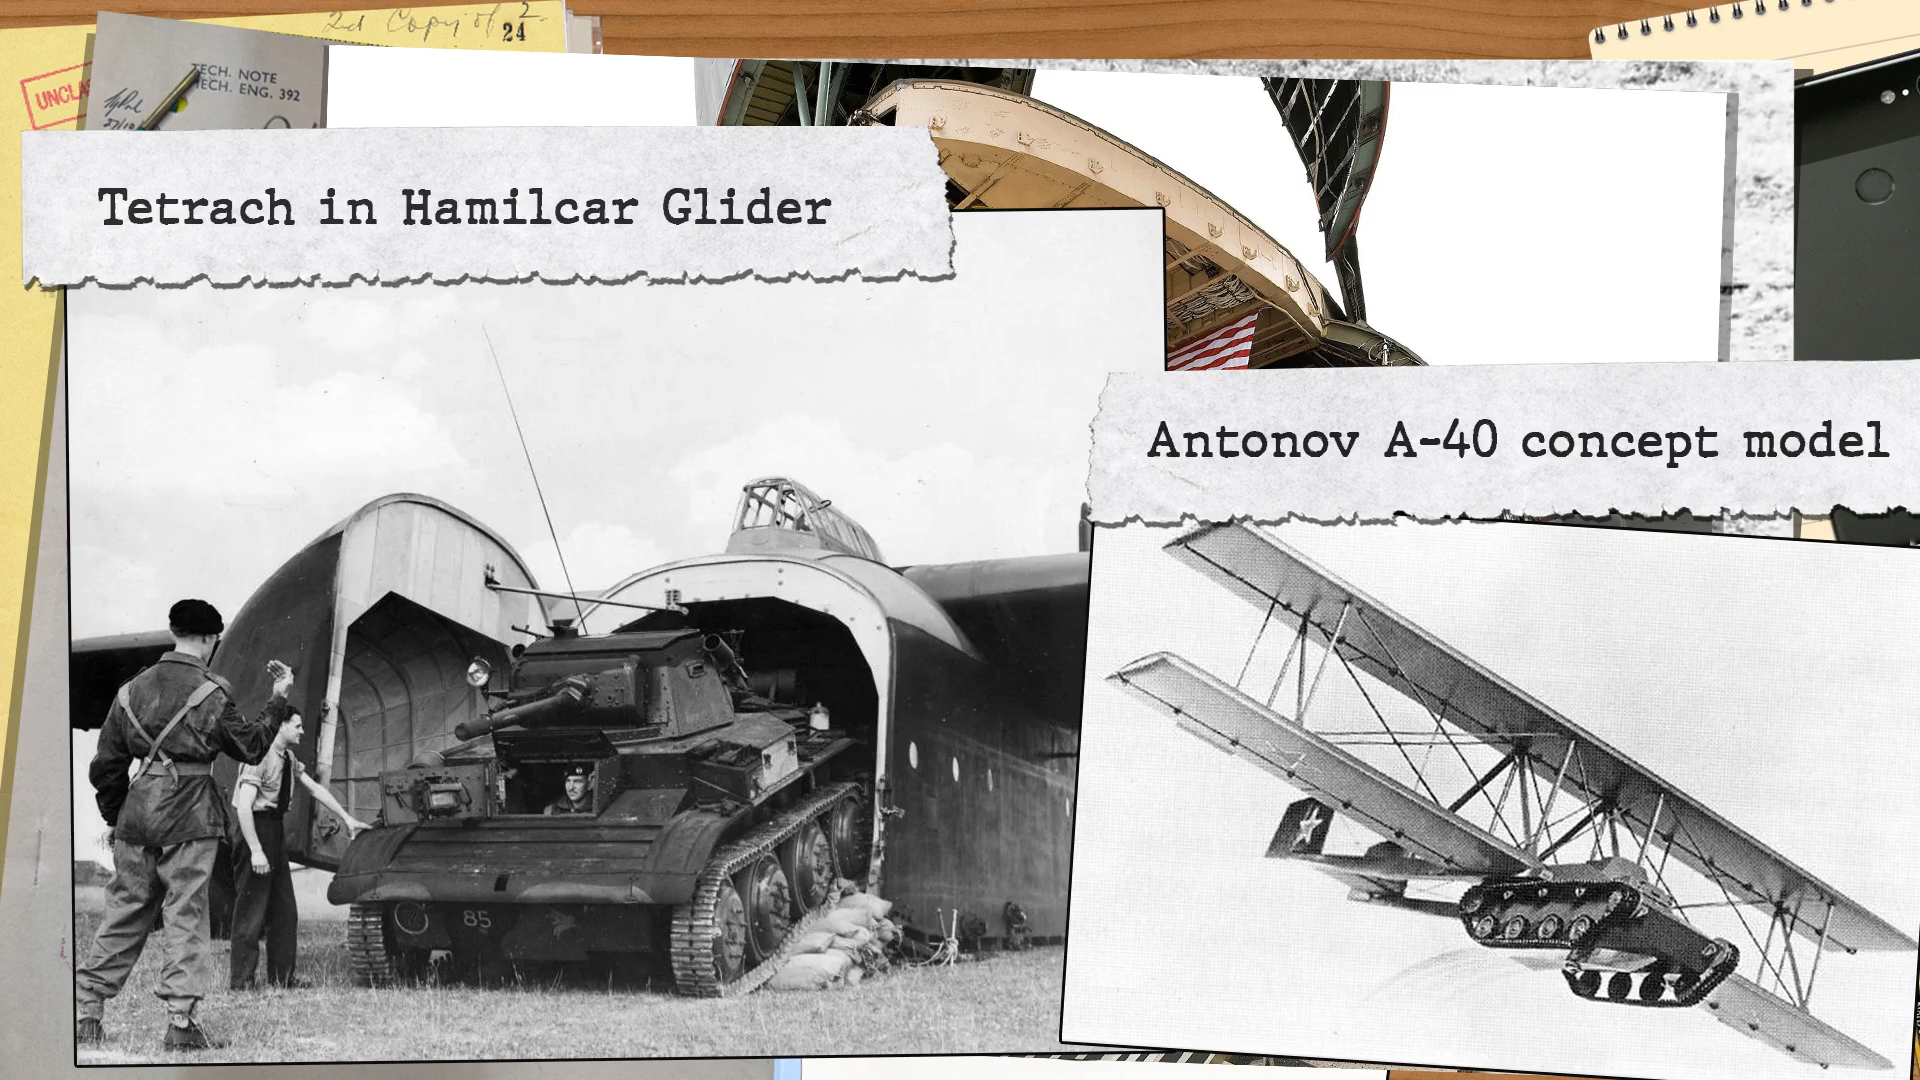 2nd Copy of 2
24
UNCLA
TECH. NOTE
TECH. ENG. 392
Tetrach in Hamilcar Glider
Antonov A-40 concept model
85